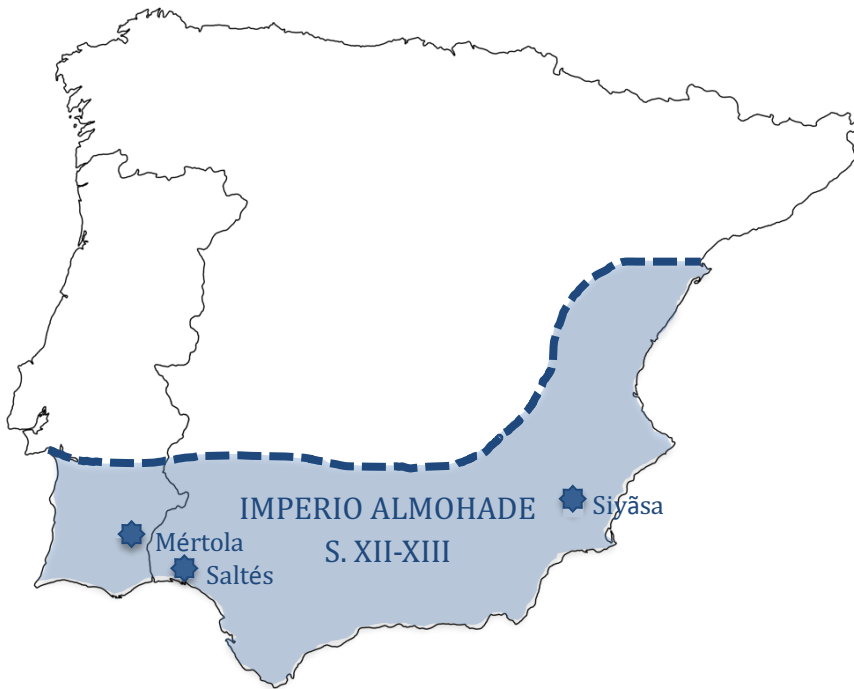 IMPERIO ALMOHADE
S. XII-XIII
Siyãsa
Mértola
Saltés